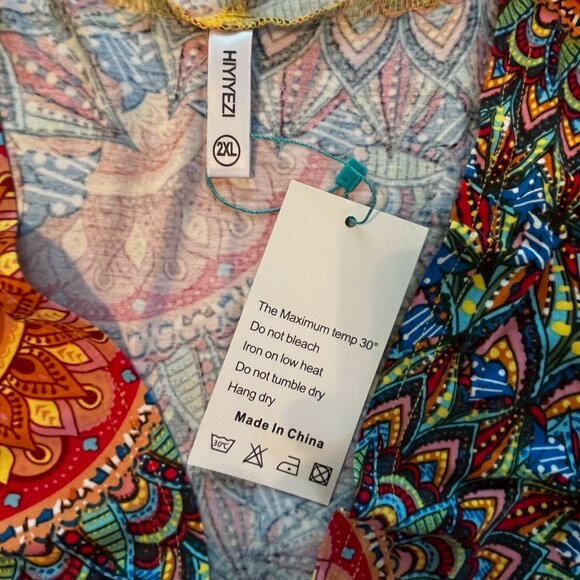 HIYIYEZI
2XL
The Maximum temp 30°
Do not bleach
Iron on low heat
Do not tumble dry
Hang dry
Made In China
30°C